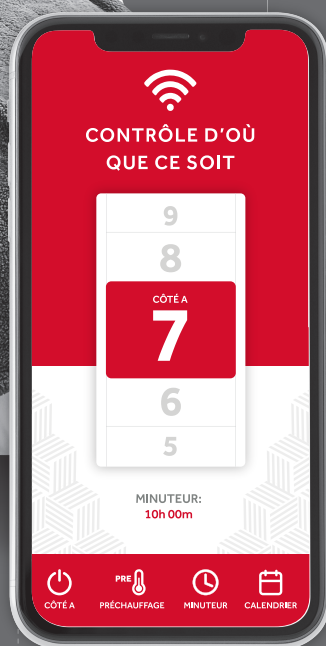 CONTRÔLE D'OÙ
QUE CE SOIT
9
8
CÔTÉ A
7
6
5
MINUTEUR:
10h 00m
PRE
CÔTÉ A PRÉCHAUFFAGE MINUTEUR CALENDRIER